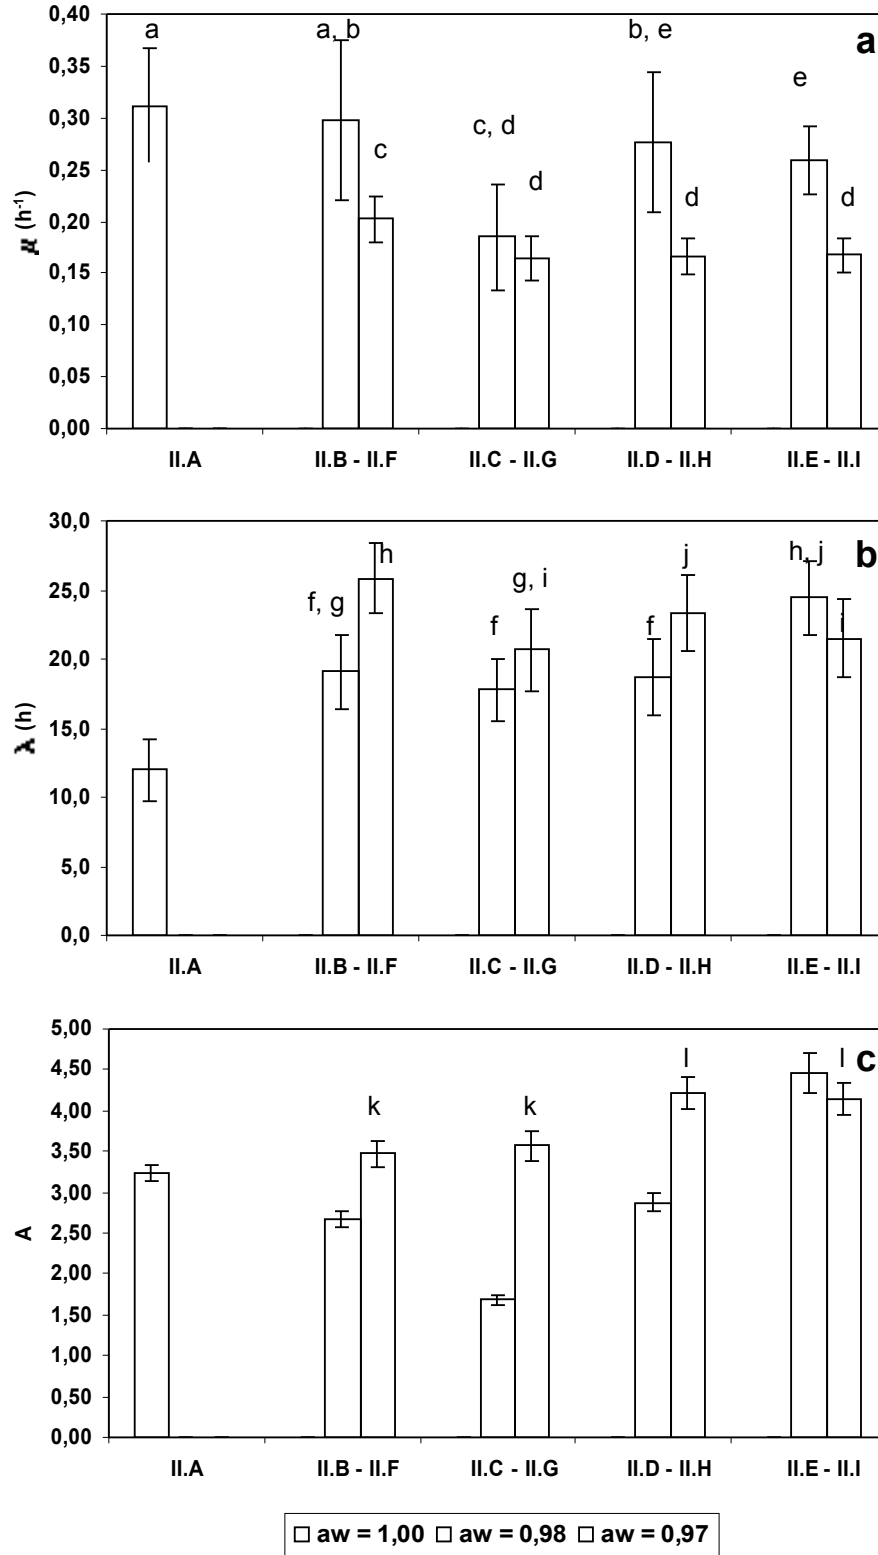 0,40
a
a, b
b, e
a
0,35
e
0,30
c, d
c
0,25
d
d
d
0,20
0,15
0,10
0,05
0,00
μ (h-1)
II.A
II.B - II.F
II.C - II.G
II.D - II.H
II.E - II.I
30,0
h
j
h, j
b
25,0
f, g
g, i
f
f
i
20,0
15,0
10,0
5,0
0,0
λ (h)
II.A
II.B - II.F
II.C - II.G
II.D - II.H
II.E - II.I
5,00
l
l
c
4,50
k
k
4,00
3,50
3,00
2,50
2,00
1,50
1,00
0,50
0,00
A
II.A
II.B - II.F
II.C - II.G
II.D - II.H
II.E - II.I
aw = 1,00 aw = 0,98 aw = 0,97